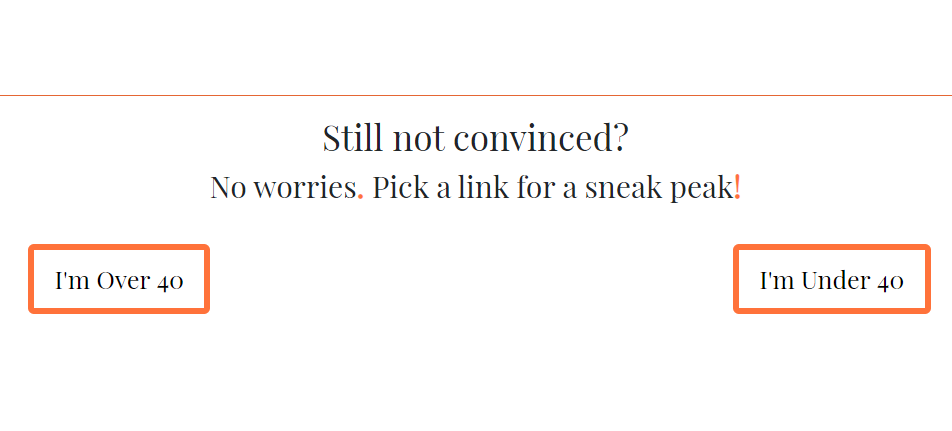 Still not convinced?
No worries. Pick a link for a sneak peak!
I'm Over 40
I'm Under 40